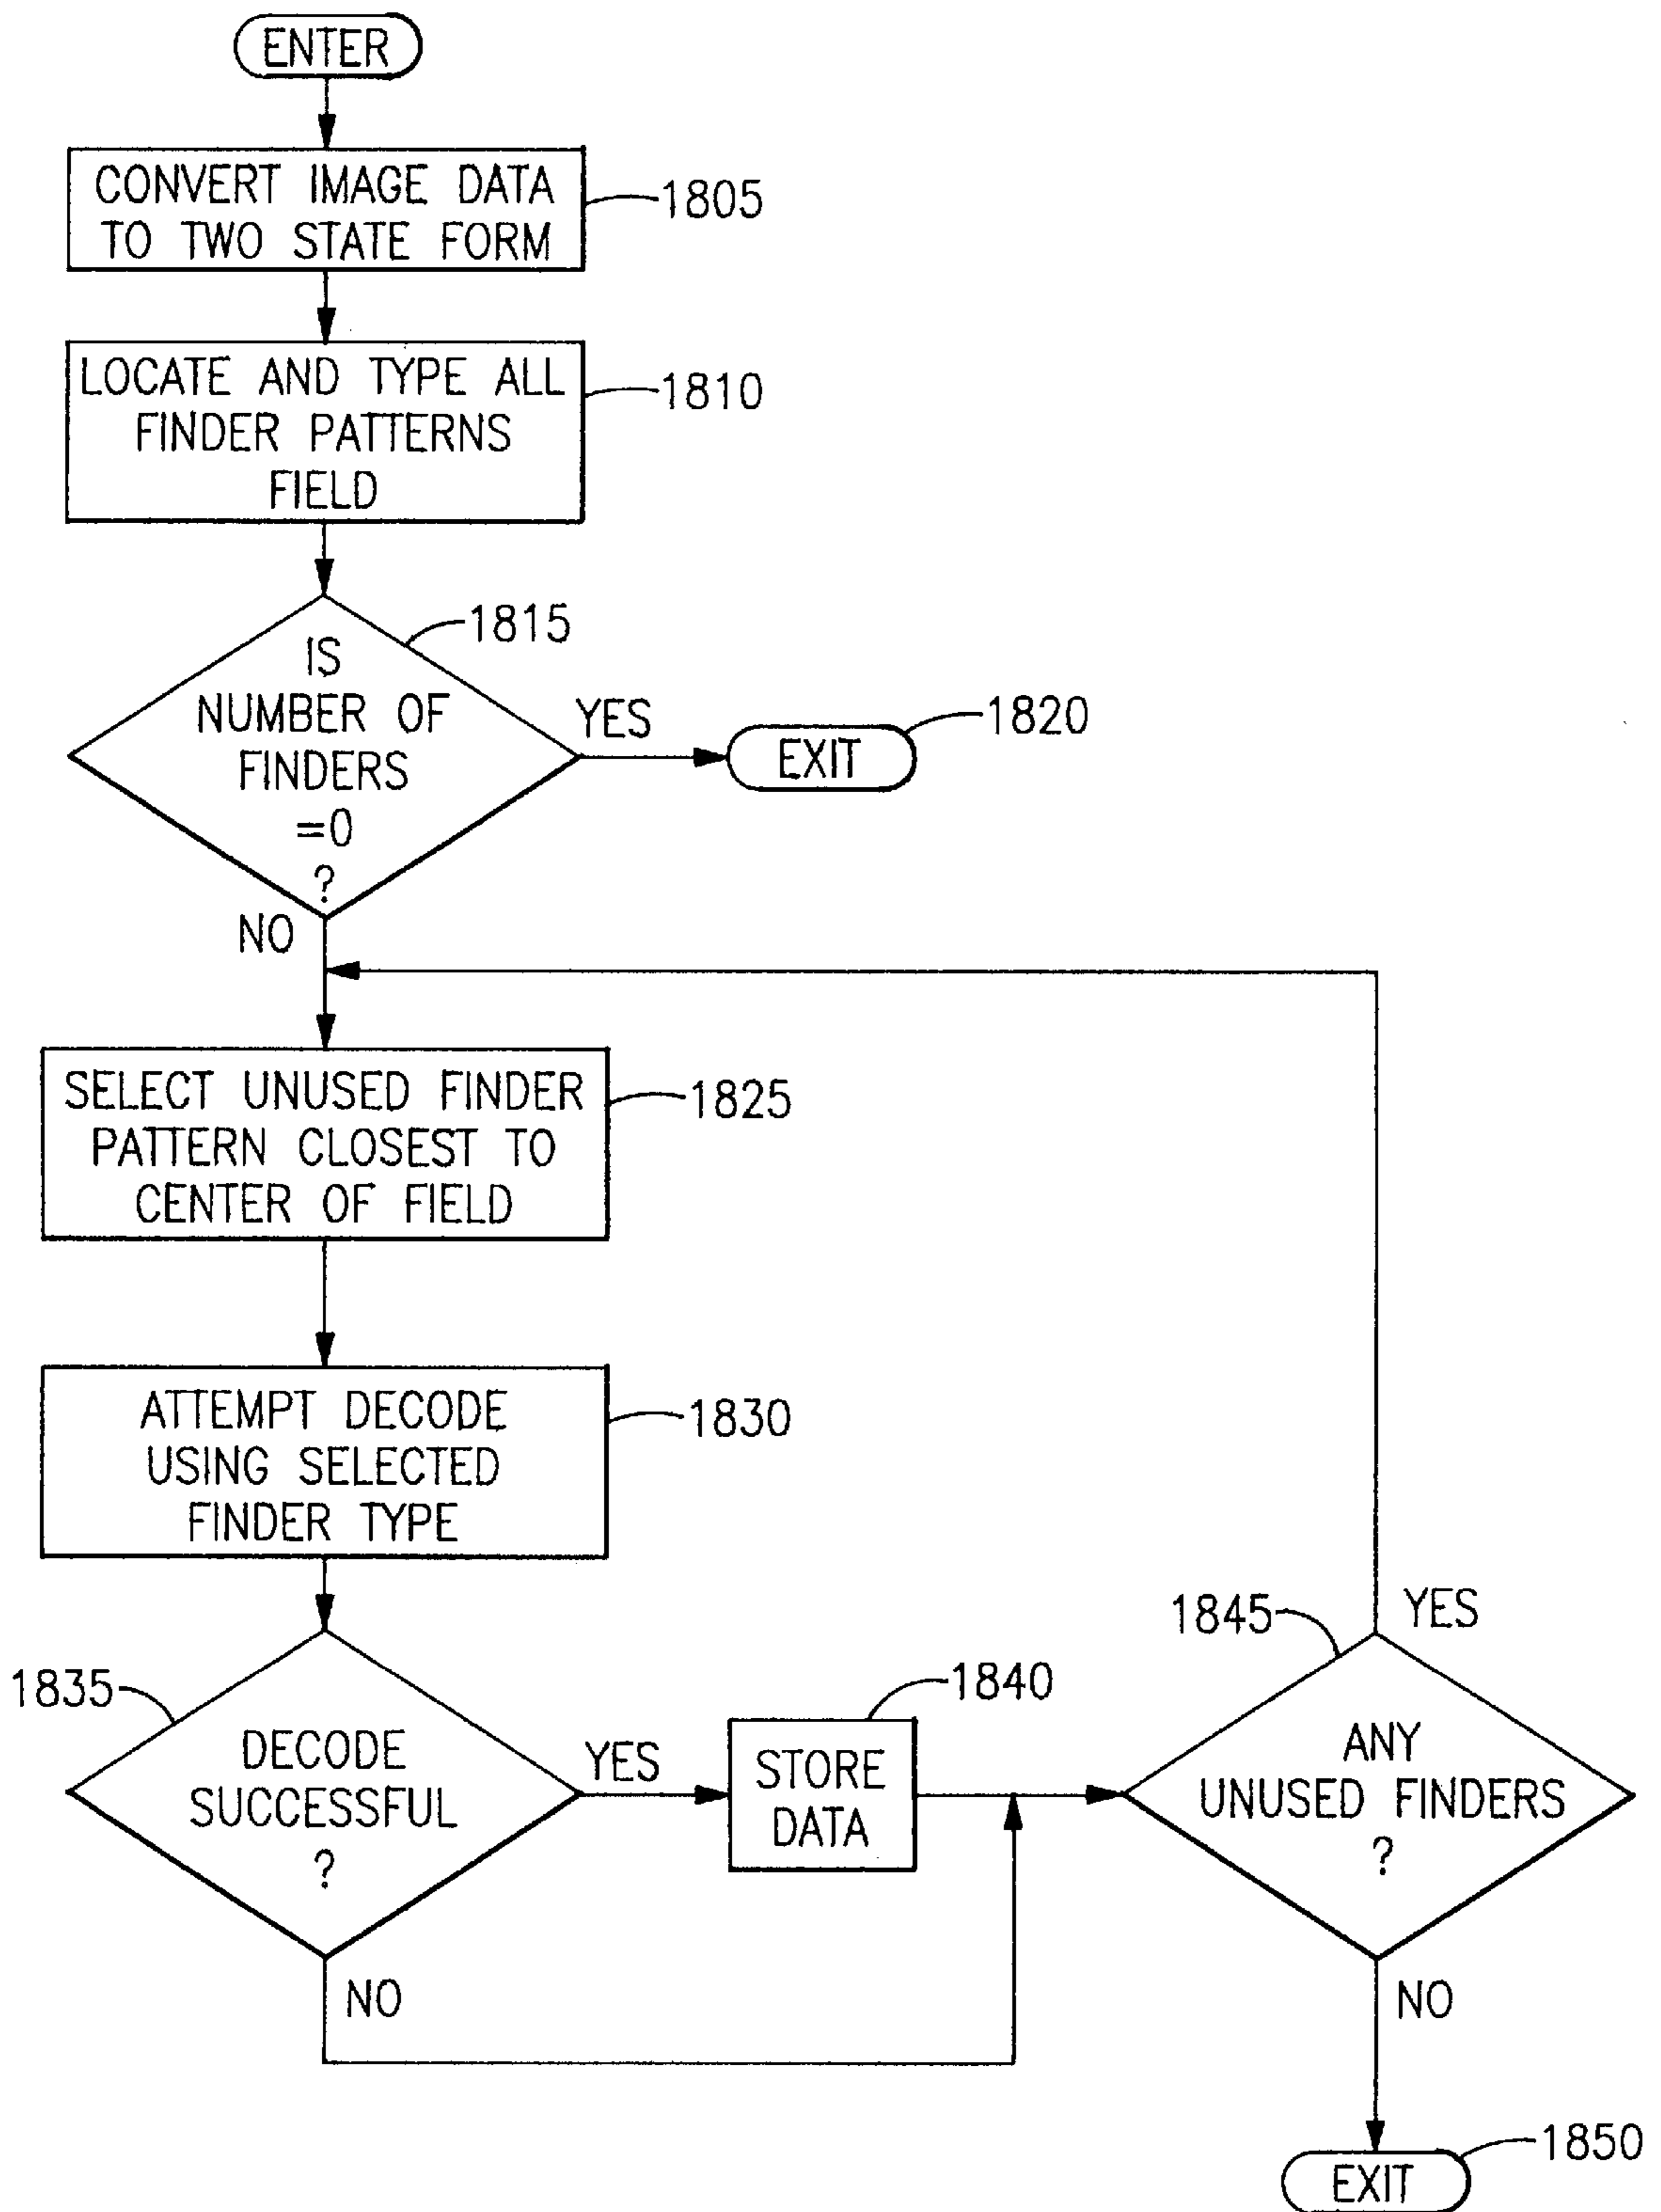 ENTER
CONVERT IMAGE DATA
TO TWO STATE FORM
1805
LOCATE AND TYPE ALL
FINDER PATTERNS
FIELD
1810
IS
NUMBER OF
FINDERS
=0
?
1815
YES
EXIT
1820
NO
SELECT UNUSED FINDER
PATTERN CLOSEST TO
CENTER OF FIELD
1825
ATTEMPT DECODE
USING SELECTED
FINDER TYPE
1830
1835
DECODE
SUCCESSFUL
?
YES
NO
1840
STORE
DATA
1845
YES
ANY
UNUSED FINDERS
?
NO
EXIT
1850